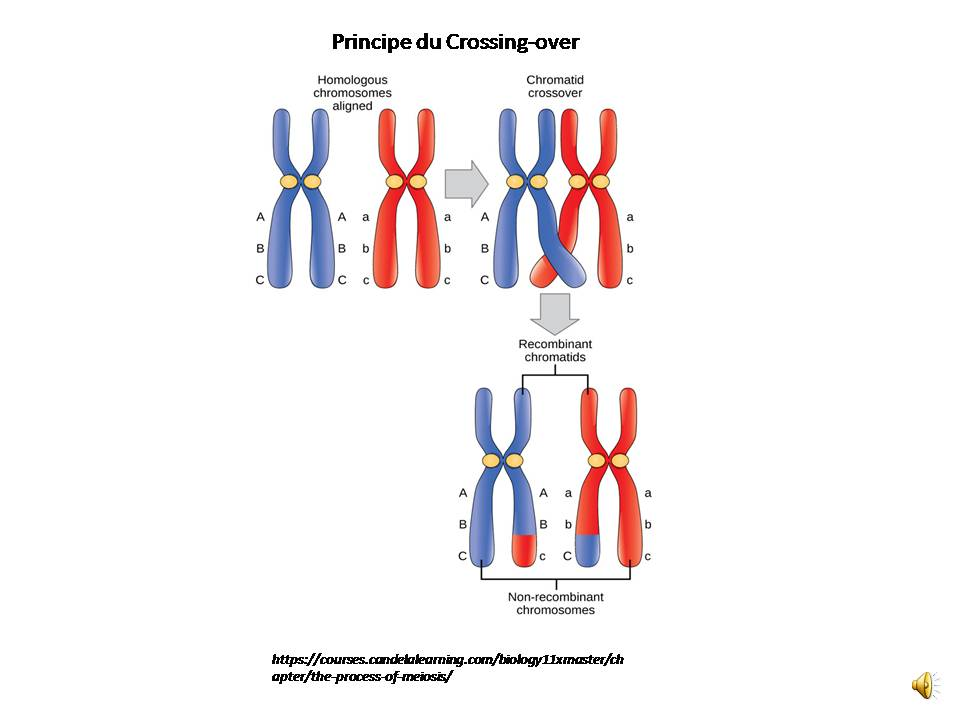 Principe du Crossing-over
Homologous
chromosomes
aligned
Chromatid
crossover
A A a a A a
B B b b B b
C C c c C c
Recombinant
chromatids
A A a a
B B b b
C c C c
Non-recombinant
chromosomes
https://courses.candelalearning.com/biology11xmaster/ch
apter/the-process-of-meiosis/